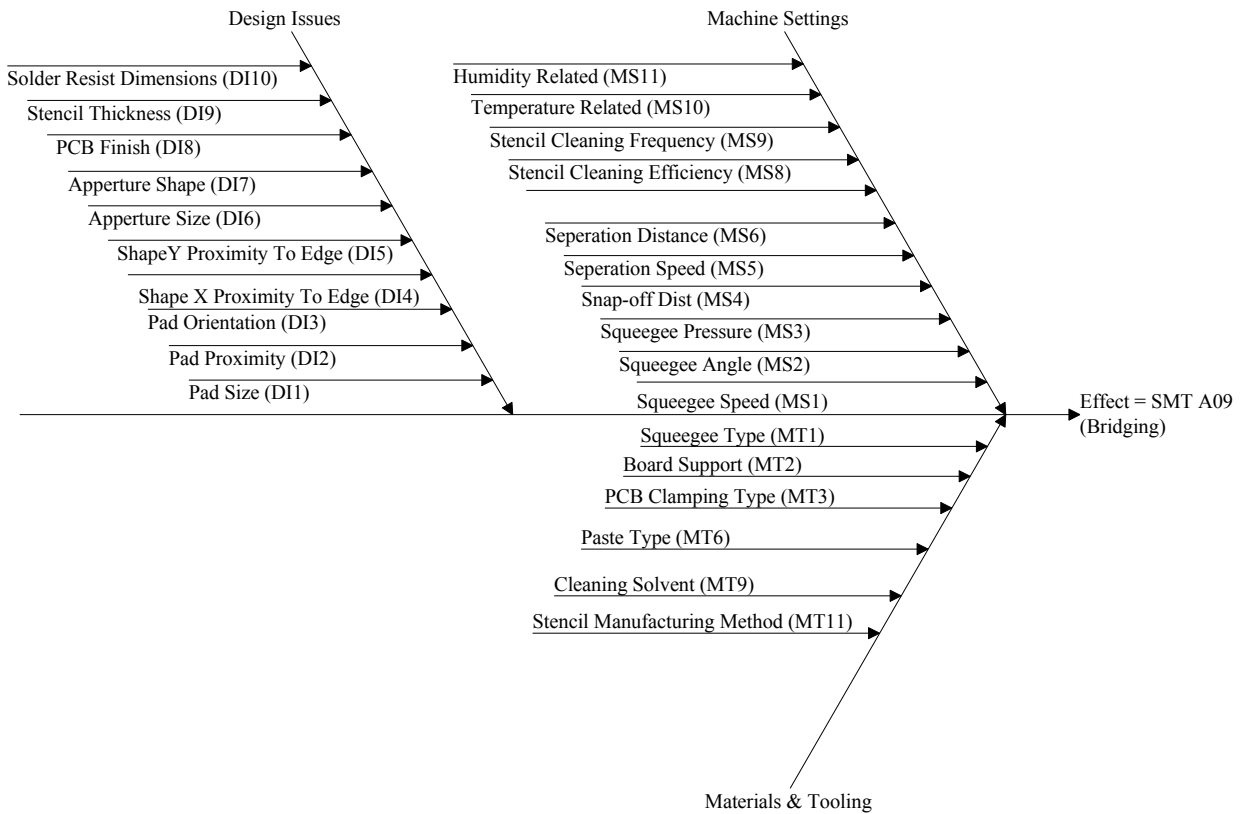 Design Issues
Solder Resist Dimensions (DI10)
Stencil Thickness (DI9)
PCB Finish (DI8)
Apperture Shape (DI7)
Apperture Size (DI6)
ShapeY Proximity To Edge (DI5)
Shape X Proximity To Edge (DI4)
Pad Orientation (DI3)
Pad Proximity (DI2)
Pad Size (DI1)
Machine Settings
Humidity Related (MS11)
Temperature Related (MS10)
Stencil Cleaning Frequency (MS9)
Stencil Cleaning Efficiency (MS8)
Seperation Distance (MS6)
Seperation Speed (MS5)
Snap-off Dist (MS4)
Squeegee Pressure (MS3)
Squeegee Angle (MS2)
Squeegee Speed (MS1)
Effect = SMT A09
(Bridging)
Squeegee Type (MT1)
Board Support (MT2)
PCB Clamping Type (MT3)
Paste Type (MT6)
Cleaning Solvent (MT9)
Stencil Manufacturing Method (MT11)
Materials & Tooling